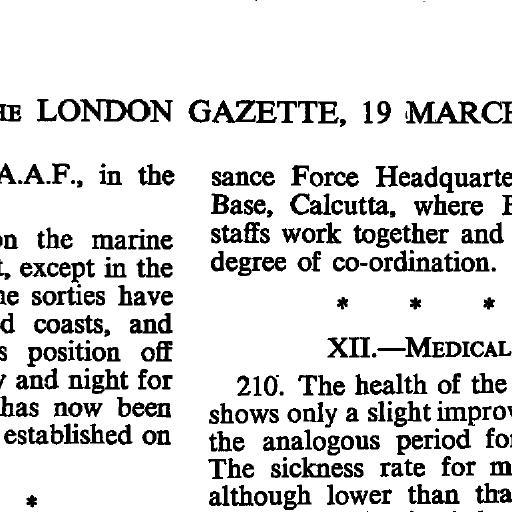 HE LONDON GAZETTE, 19 MARCH
A.A.F., in the
on the marine
t, except in the
he sorties have
d coasts, and
s position off
y and night for
has now been
established on
*
sance Force Headquarte
Base, Calcutta, where
staffs work together and
degree of co-ordination.
* * *
XII.—MEDICAL
210. The health of the
shows only a slight improv
the analogous period fo
The sickness rate for m
although lower than tha